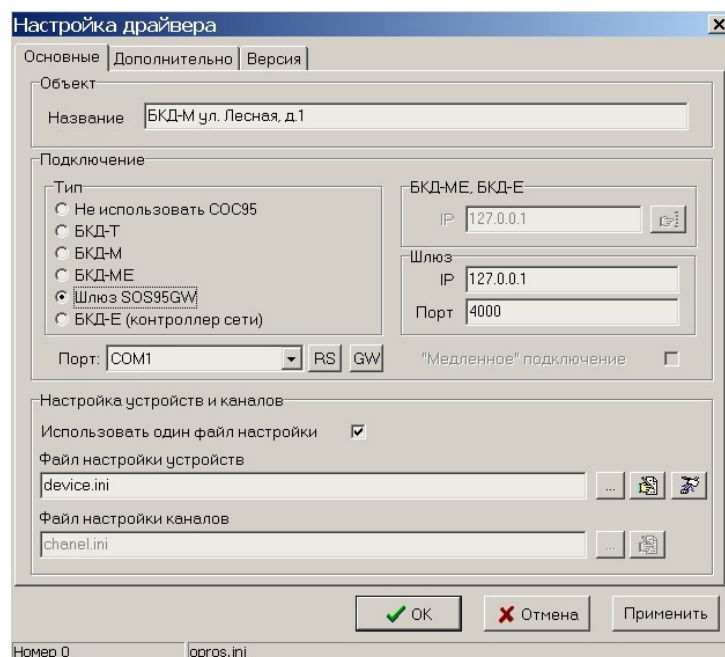 Настройка драйвера
Основные Дополнительно Версия
Объект
Название БКД-М ул. Лесная, д.1
Подключение
Тип
Не использовать СОС95
БКД-Т
БКД-М
БКД-МЕ
Шлюз SOS95GW
БКД-Е (контроллер сети)
БКД-МЕ, БКД-Е
IP 127.0.0.1
Шлюз
IP 127.0.0.1
Порт 4000
Порт: COM1 RS GW "Медленное" подключение
Настройка устройств и каналов
Использовать один файл настройки
Файл настройки устройств
device.ini ...
Файл настройки каналов
chanel.ini ...
OK Отмена Применить
Номер 0 opros.ini